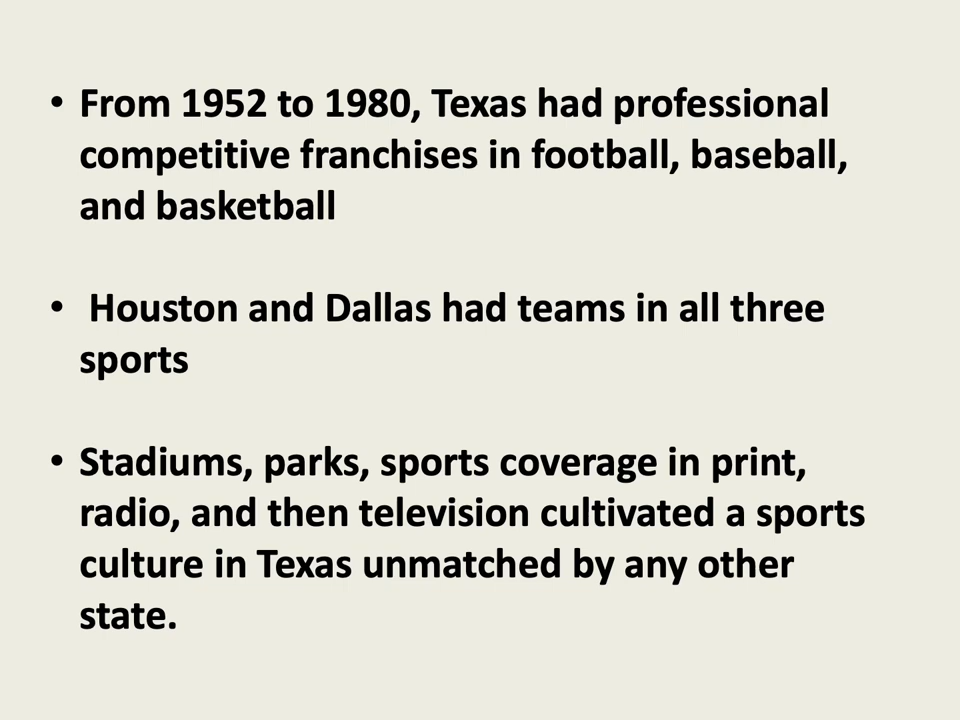 • From 1952 to 1980, Texas had professional
competitive franchises in football, baseball,
and basketball
• Houston and Dallas had teams in all three
sports
• Stadiums, parks, sports coverage in print,
radio, and then television cultivated a sports
culture in Texas unmatched by any other
state.